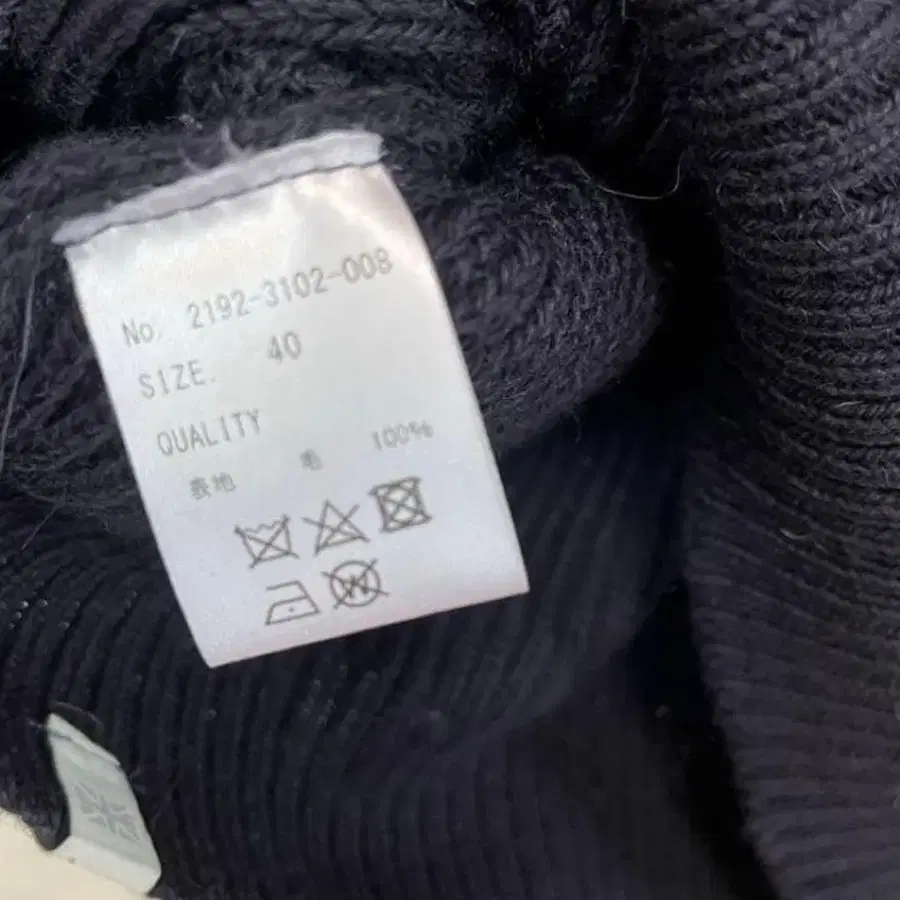 No. 2192-3102-008
SIZE. 40
QUALITY
表地 毛 100%
W